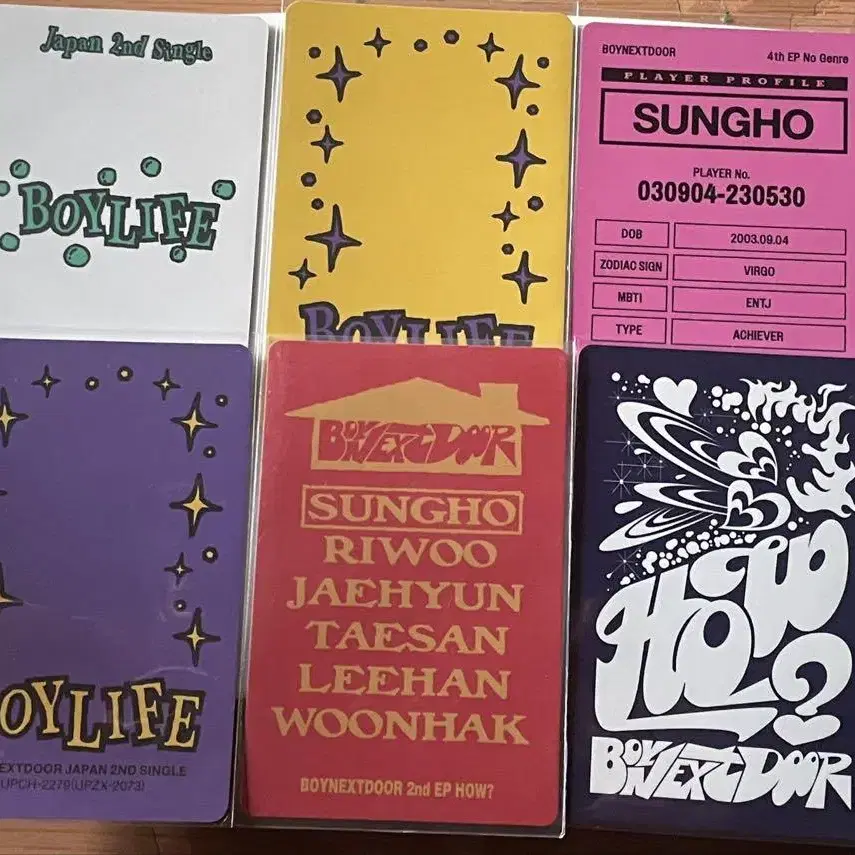 Japan 2nd Single
BOYLIFE
BOYLIFE
BOYNEXTDOOR
4th EP No Genre
PLAYER PROFILE
SUNGHO
PLAYER No.
030904-230530
DOB
2003.09.04
ZODIAC SIGN
VIRGO
MBTI
ENTJ
TYPE
ACHIEVER
OYLIFE
EXTDOOR JAPAN 2ND SINGLE
UPCH-2279(UPZX-2073)
BOYNEXTDOOR
SUNGHO
RIWOO
JAEHYUN
TAESAN
LEEHAN
WOONHAK
BOYNEXTDOOR 2nd EP HOW?
HOW?
BOYNEXTDOOR